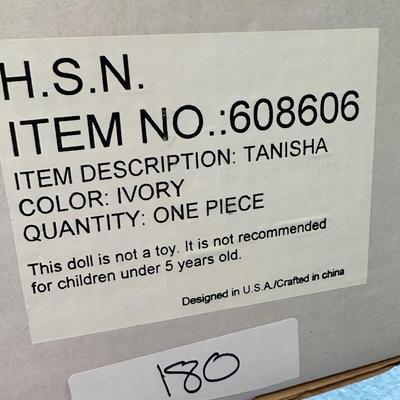 H.S.N.
ITEM NO.:608606
ITEM DESCRIPTION: TANISHA
COLOR: IVORY
QUANTITY: ONE PIECE
This doll is not a toy. It is not recommended
for children under 5 years old.
Designed in U.S.A./Crafted in china
180